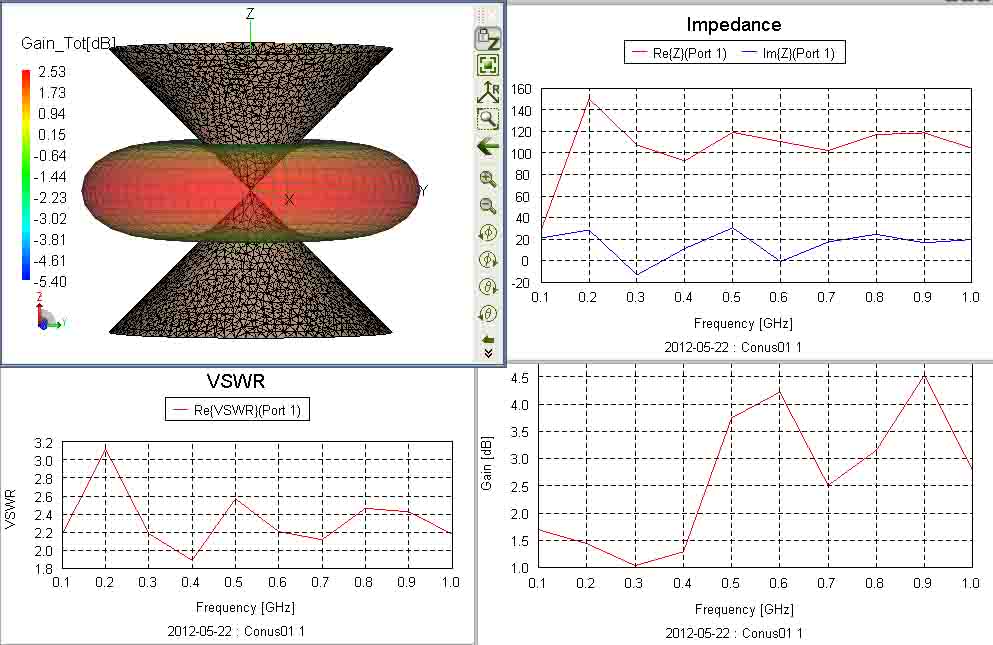 Z
Gain_Tot[dB]
2.53
1.73
0.94
0.15
-0.64
-1.44
-2.23
-3.02
-3.81
-4.61
-5.40
Y
X
Z
Y
Z
R
Φ
Φ
θ
θ
Impedance
Re{Z}(Port 1) Im{Z}(Port 1)
160
140
120
100
80
60
40
20
0
-20
0.1 0.2 0.3 0.4 0.5 0.6 0.7 0.8 0.9 1.0
Frequency [GHz]
2012-05-22 : Conus01 1
VSWR
Re{VSWR}(Port 1)
VSWR
3.2
3.0
2.8
2.6
2.4
2.2
2.0
1.8
0.1 0.2 0.3 0.4 0.5 0.6 0.7 0.8 0.9 1.0
Frequency [GHz]
2012-05-22 : Conus01 1
Gain [dB]
4.5
4.0
3.5
3.0
2.5
2.0
1.5
1.0
0.1 0.2 0.3 0.4 0.5 0.6 0.7 0.8 0.9 1.0
Frequency [GHz]
2012-05-22 : Conus01 1